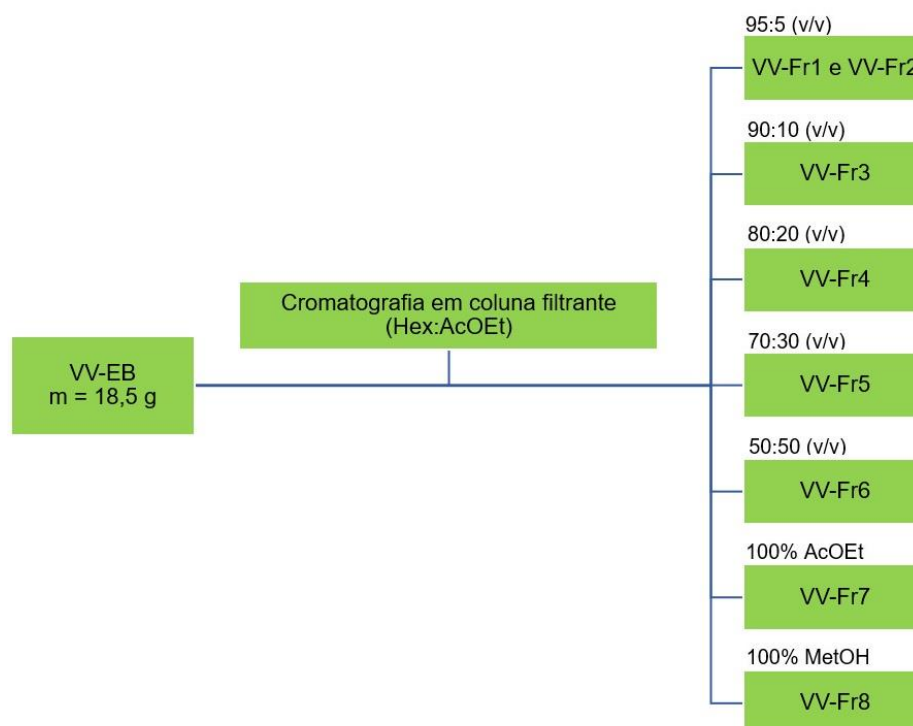 95:5 (v/v)
VV-Fr1 e VV-Fr2
90:10 (v/v)
VV-Fr3
80:20 (v/v)
VV-Fr4
Cromatografia em coluna filtrante
(Hex:AcOEt)
70:30 (v/v)
VV-Fr5
VV-EB
m = 18,5 g
50:50 (v/v)
VV-Fr6
100% AcOEt
VV-Fr7
100% MetOH
VV-Fr8